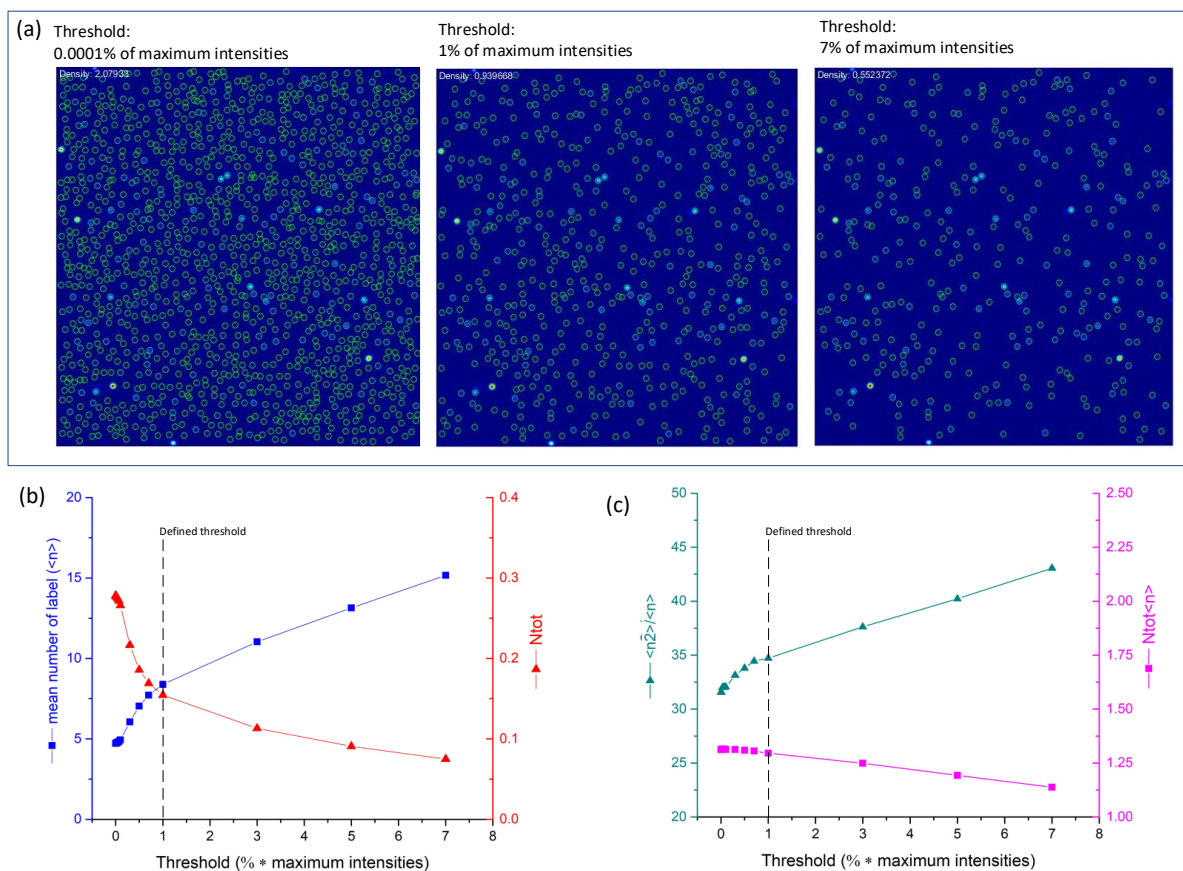 (a)
Threshold:
0.0001% of maximum intensities
Threshold:
1% of maximum intensities
Threshold:
7% of maximum intensities
Density: 2.07933
Density: 0.939668
Density: 0.552372
(b)
20
15
10
5
0
mean number of label (<n>)
Defined threshold
0.4
0.3
0.2
0.1
0.0
Ntot
0 1 2 3 4 5 6 7 8
Threshold (% * maximum intensities)
(c)
50
45
40
35
30
25
20
<n̄2>/<n>
Defined threshold
2.50
2.25
2.00
1.75
1.50
1.25
1.00
Ntot<n>
0 1 2 3 4 5 6 7 8
Threshold (% * maximum intensities)